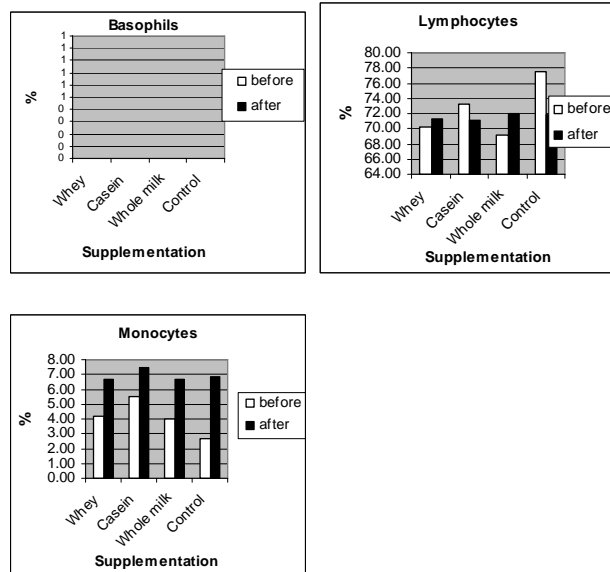 Basophils
1
1
1
1
1
1
0
0
0
0
0
%
before
after
Whey
Casein
Whole milk
Control
Supplementation
Lymphocytes
80.00
78.00
76.00
74.00
72.00
70.00
68.00
66.00
64.00
%
before
after
Whey
Casein
Whole milk
Control
Supplementation
Monocytes
8.00
7.00
6.00
5.00
4.00
3.00
2.00
1.00
0.00
%
before
after
Whey
Casein
Whole milk
Control
Supplementation